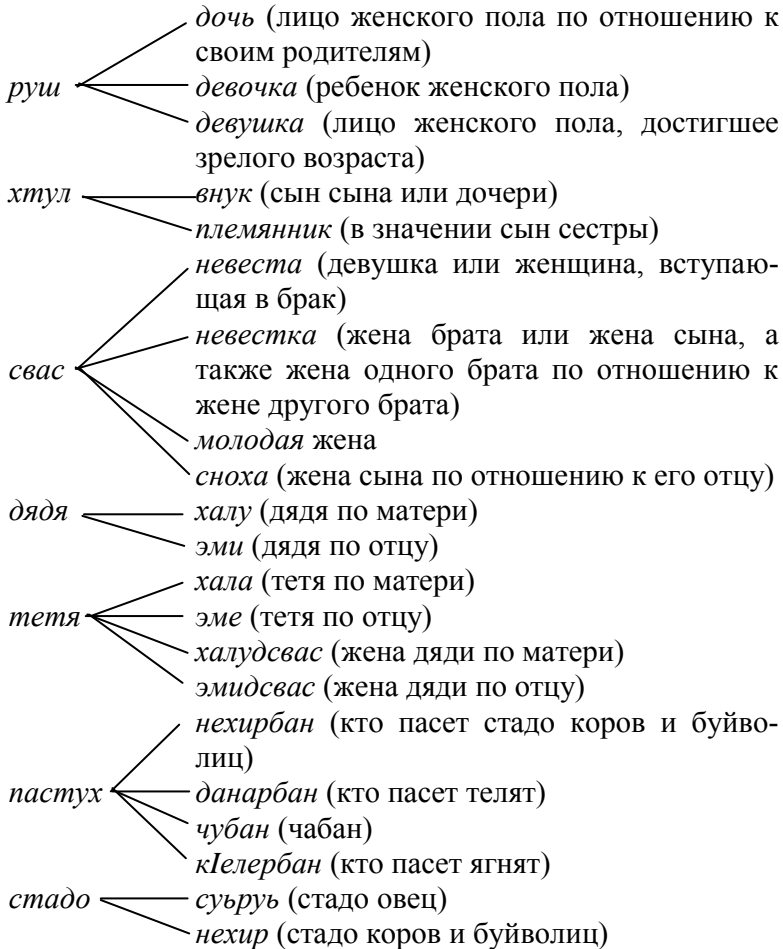 дочь (лицо женского пола по отношению к
своим родителям)
руш девочка (ребенок женского пола)
девушка (лицо женского пола, достигшее
зрелого возраста)
хтул внук (сын сына или дочери)
племянник (в значении сын сестры)
невеста (девушка или женщина, вступаю-
щая в брак)
невестка (жена брата или жена сына, а
свас также жена одного брата по отношению к
жене другого брата)
молодая жена
сноха (жена сына по отношению к его отцу)
дядя халу (дядя по матери)
эми (дядя по отцу)
хала (тетя по матери)
тетя эме (тетя по отцу)
халудсвас (жена дяди по матери)
эмидсвас (жена дяди по отцу)
нехирбан (кто пасет стадо коров и буйво-
лиц)
пастух данарбан (кто пасет телят)
чубан (чабан)
кIелербан (кто пасет ягнят)
стадо суьруь (стадо овец)
нехир (стадо коров и буйволиц)